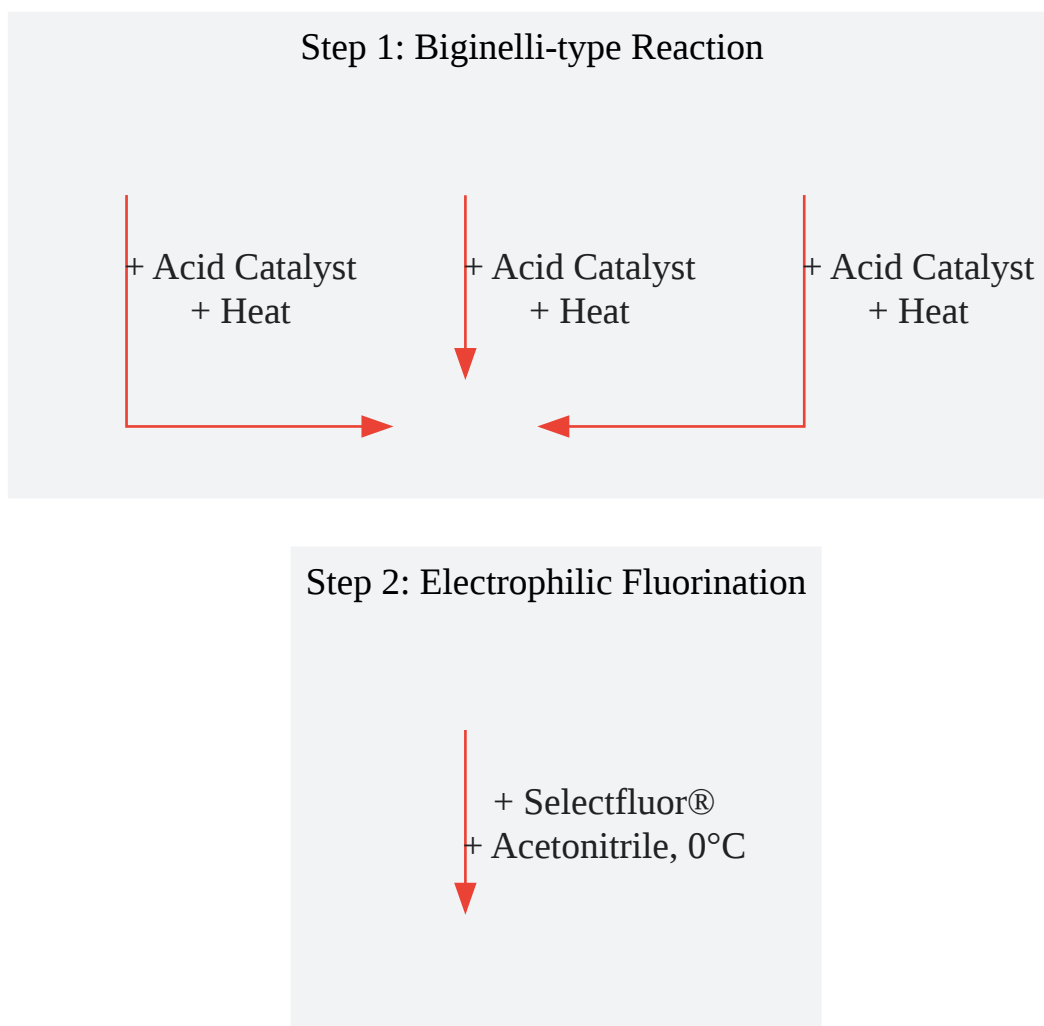 Step 1: Biginelli-type Reaction
+ Acid Catalyst
+ Heat
+ Acid Catalyst
+ Heat
+ Acid Catalyst
+ Heat
Step 2: Electrophilic Fluorination
+ Selectfluor®
+ Acetonitrile, 0°C